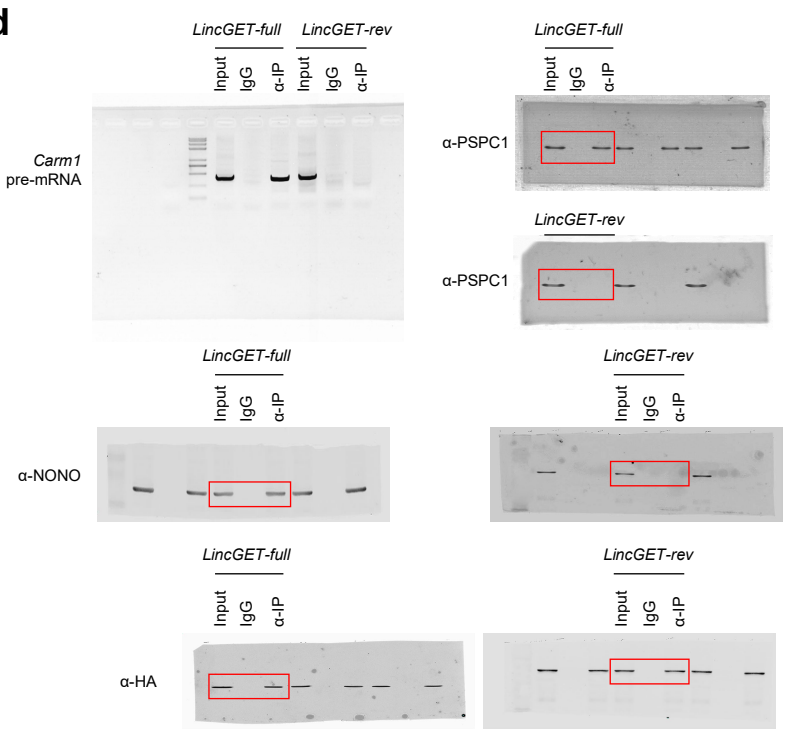 d
LincGET-full LincGET-rev
Input IgG α-IP Input IgG α-IP
Carm1
pre-mRNA
LincGET-full
Input IgG α-IP
α-PSPC1
LincGET-rev
α-PSPC1
LincGET-full
Input IgG α-IP
α-NONO
LincGET-rev
Input IgG α-IP
LincGET-full
Input IgG α-IP
α-HA
LincGET-rev
Input IgG α-IP